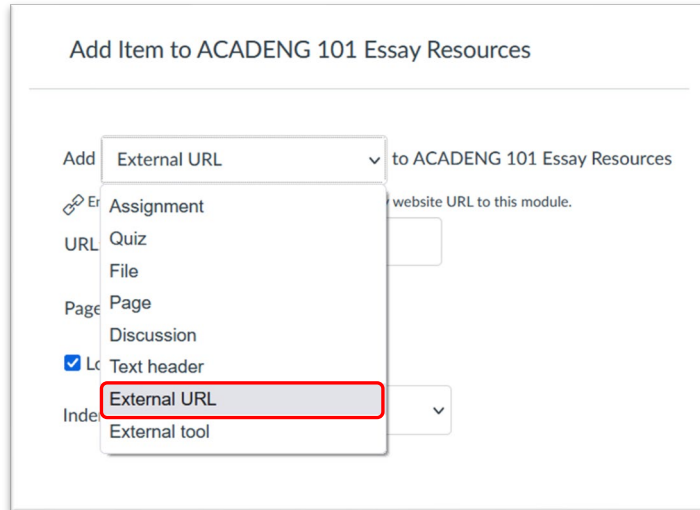 Add Item to ACADENG 101 Essay Resources
Add External URL to ACADENG 101 Essay Resources
website URL to this module.
Assignment
URL
Quiz
File
Page
Page
Discussion
Text header
External URL
External tool